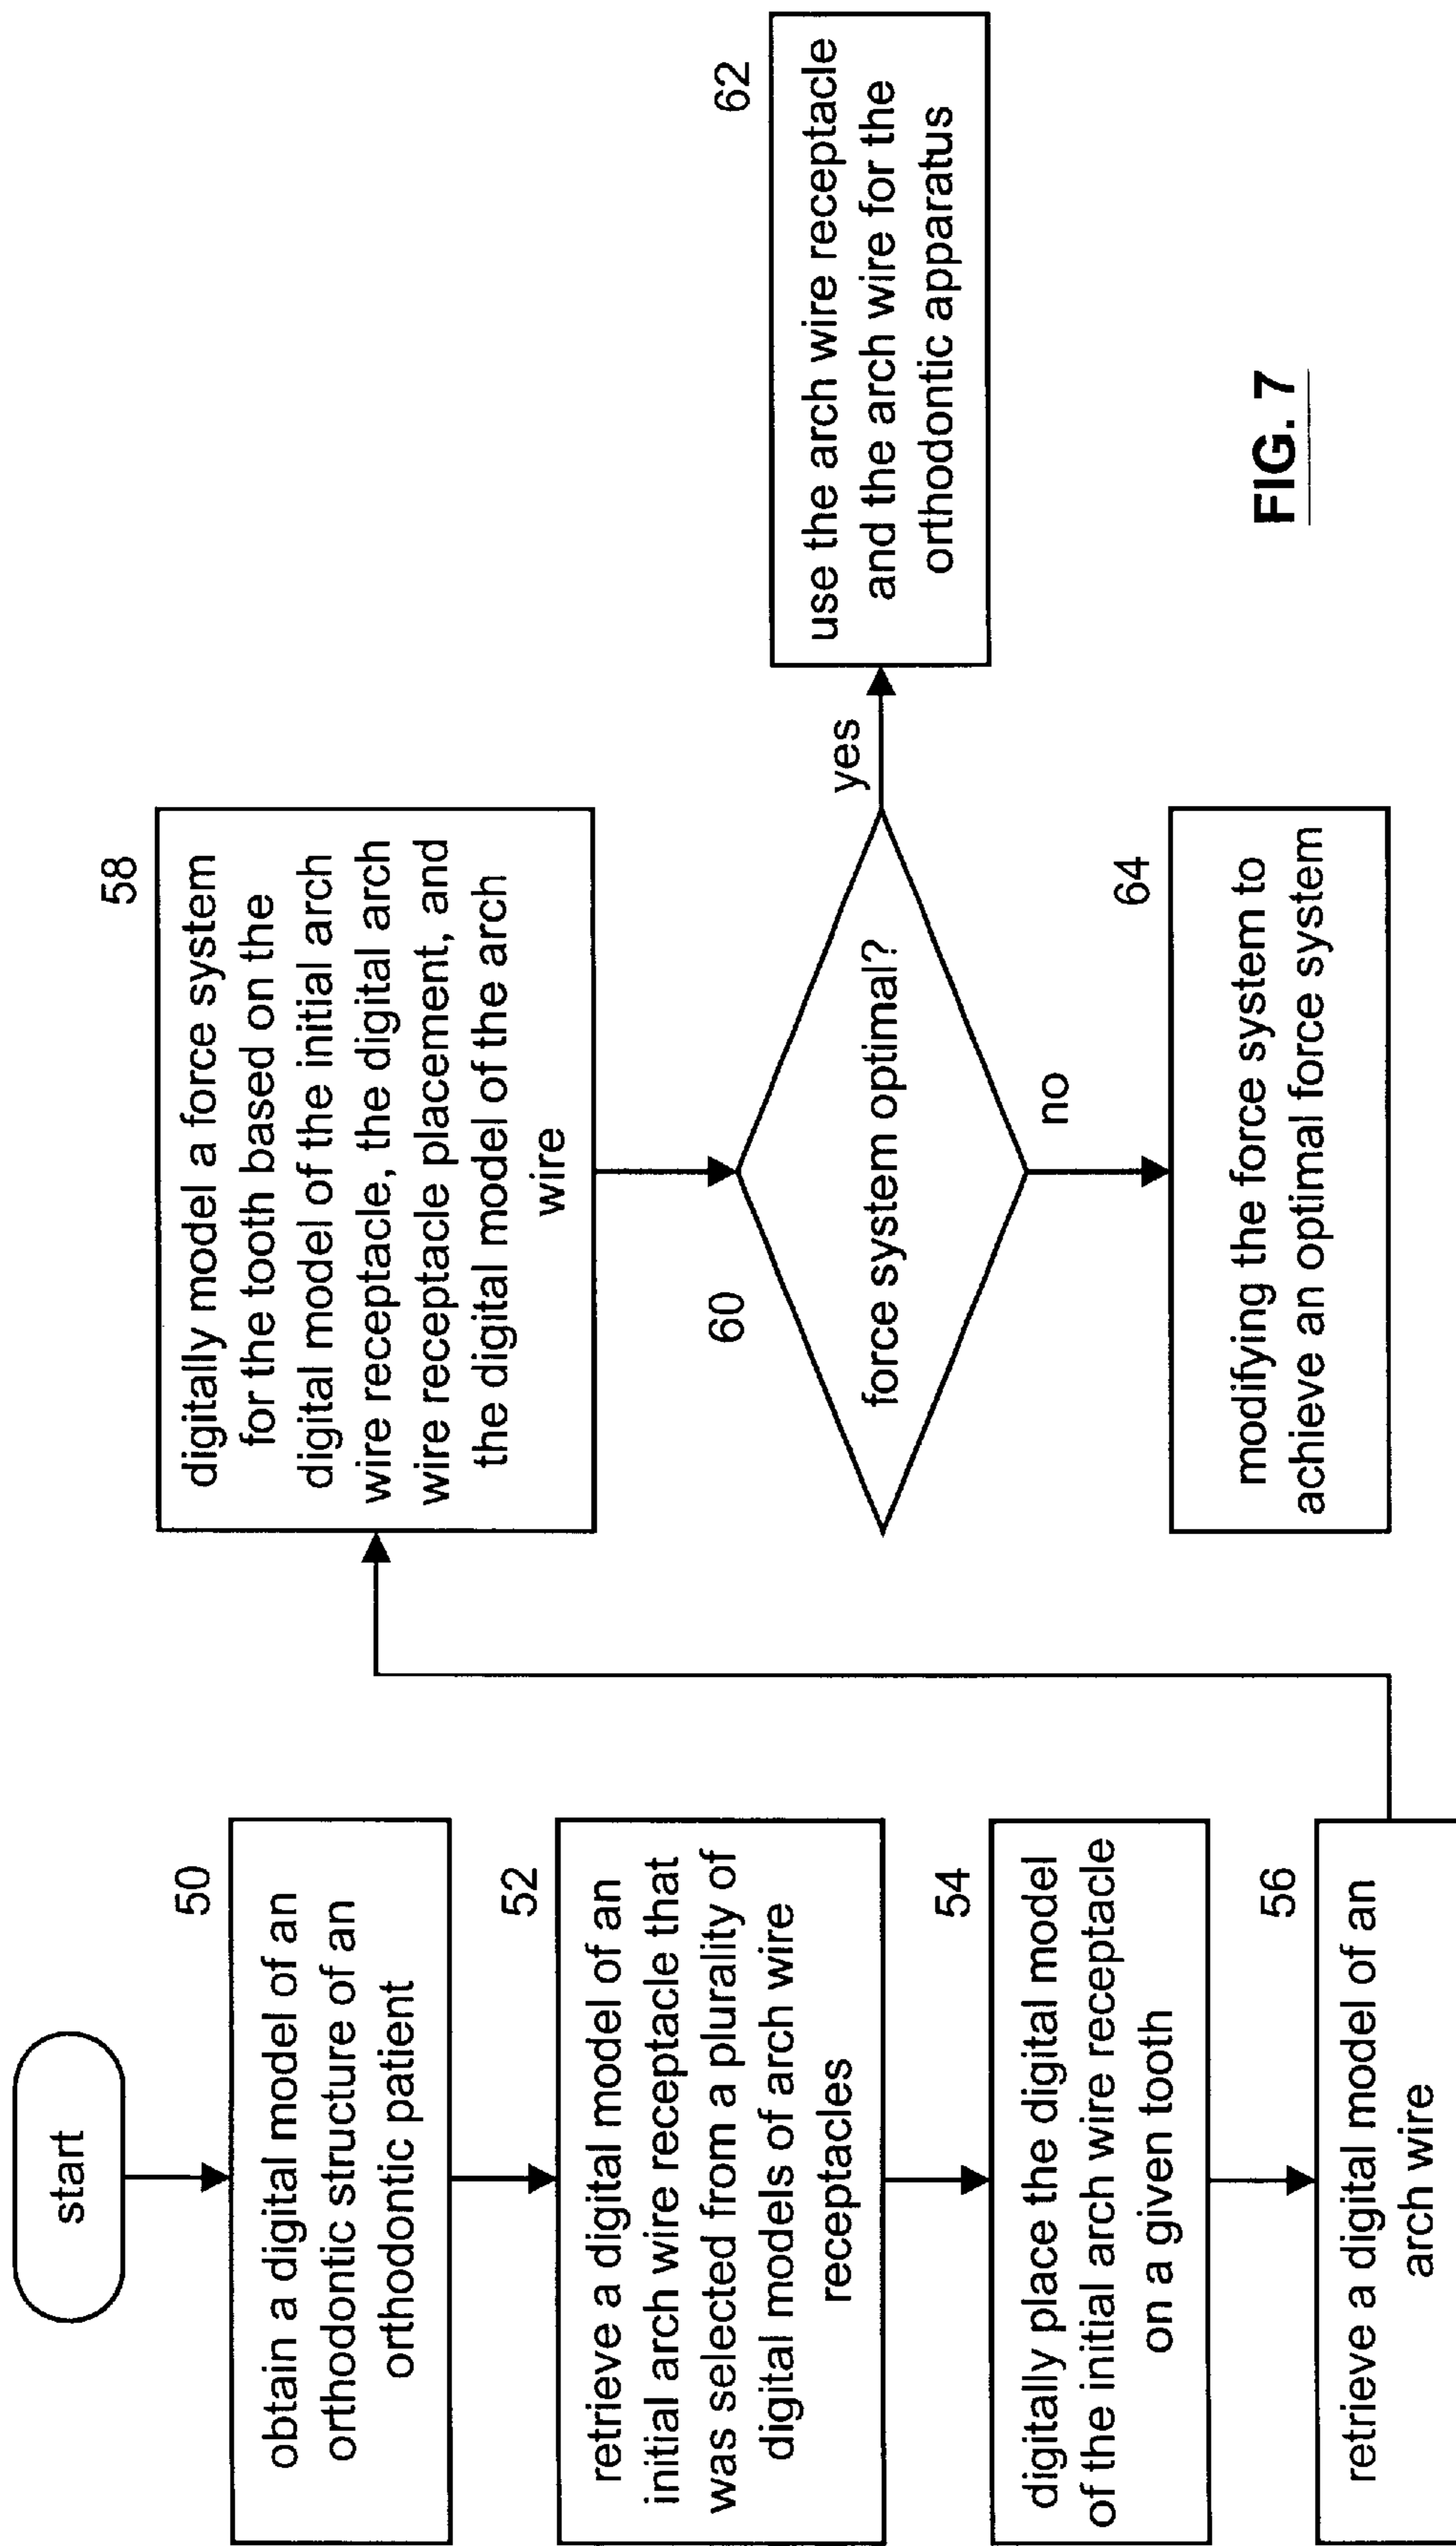 start
50
obtain a digital model of an
orthodontic structure of an
orthodontic patient
52
retrieve a digital model of an
initial arch wire receptacle that
was selected from a plurality of
digital models of arch wire
receptacles
54
digitally place the digital model
of the initial arch wire receptacle
on a given tooth
56
retrieve a digital model of an
arch wire
58
digitally model a force system
for the tooth based on the
digital model of the initial arch
wire receptacle, the digital arch
wire receptacle placement, and
the digital model of the arch
wire
60
force system optimal?
yes
62
use the arch wire receptacle
and the arch wire for the
orthodontic apparatus
no
64
modifying the force system to
achieve an optimal force system
FIG. 7